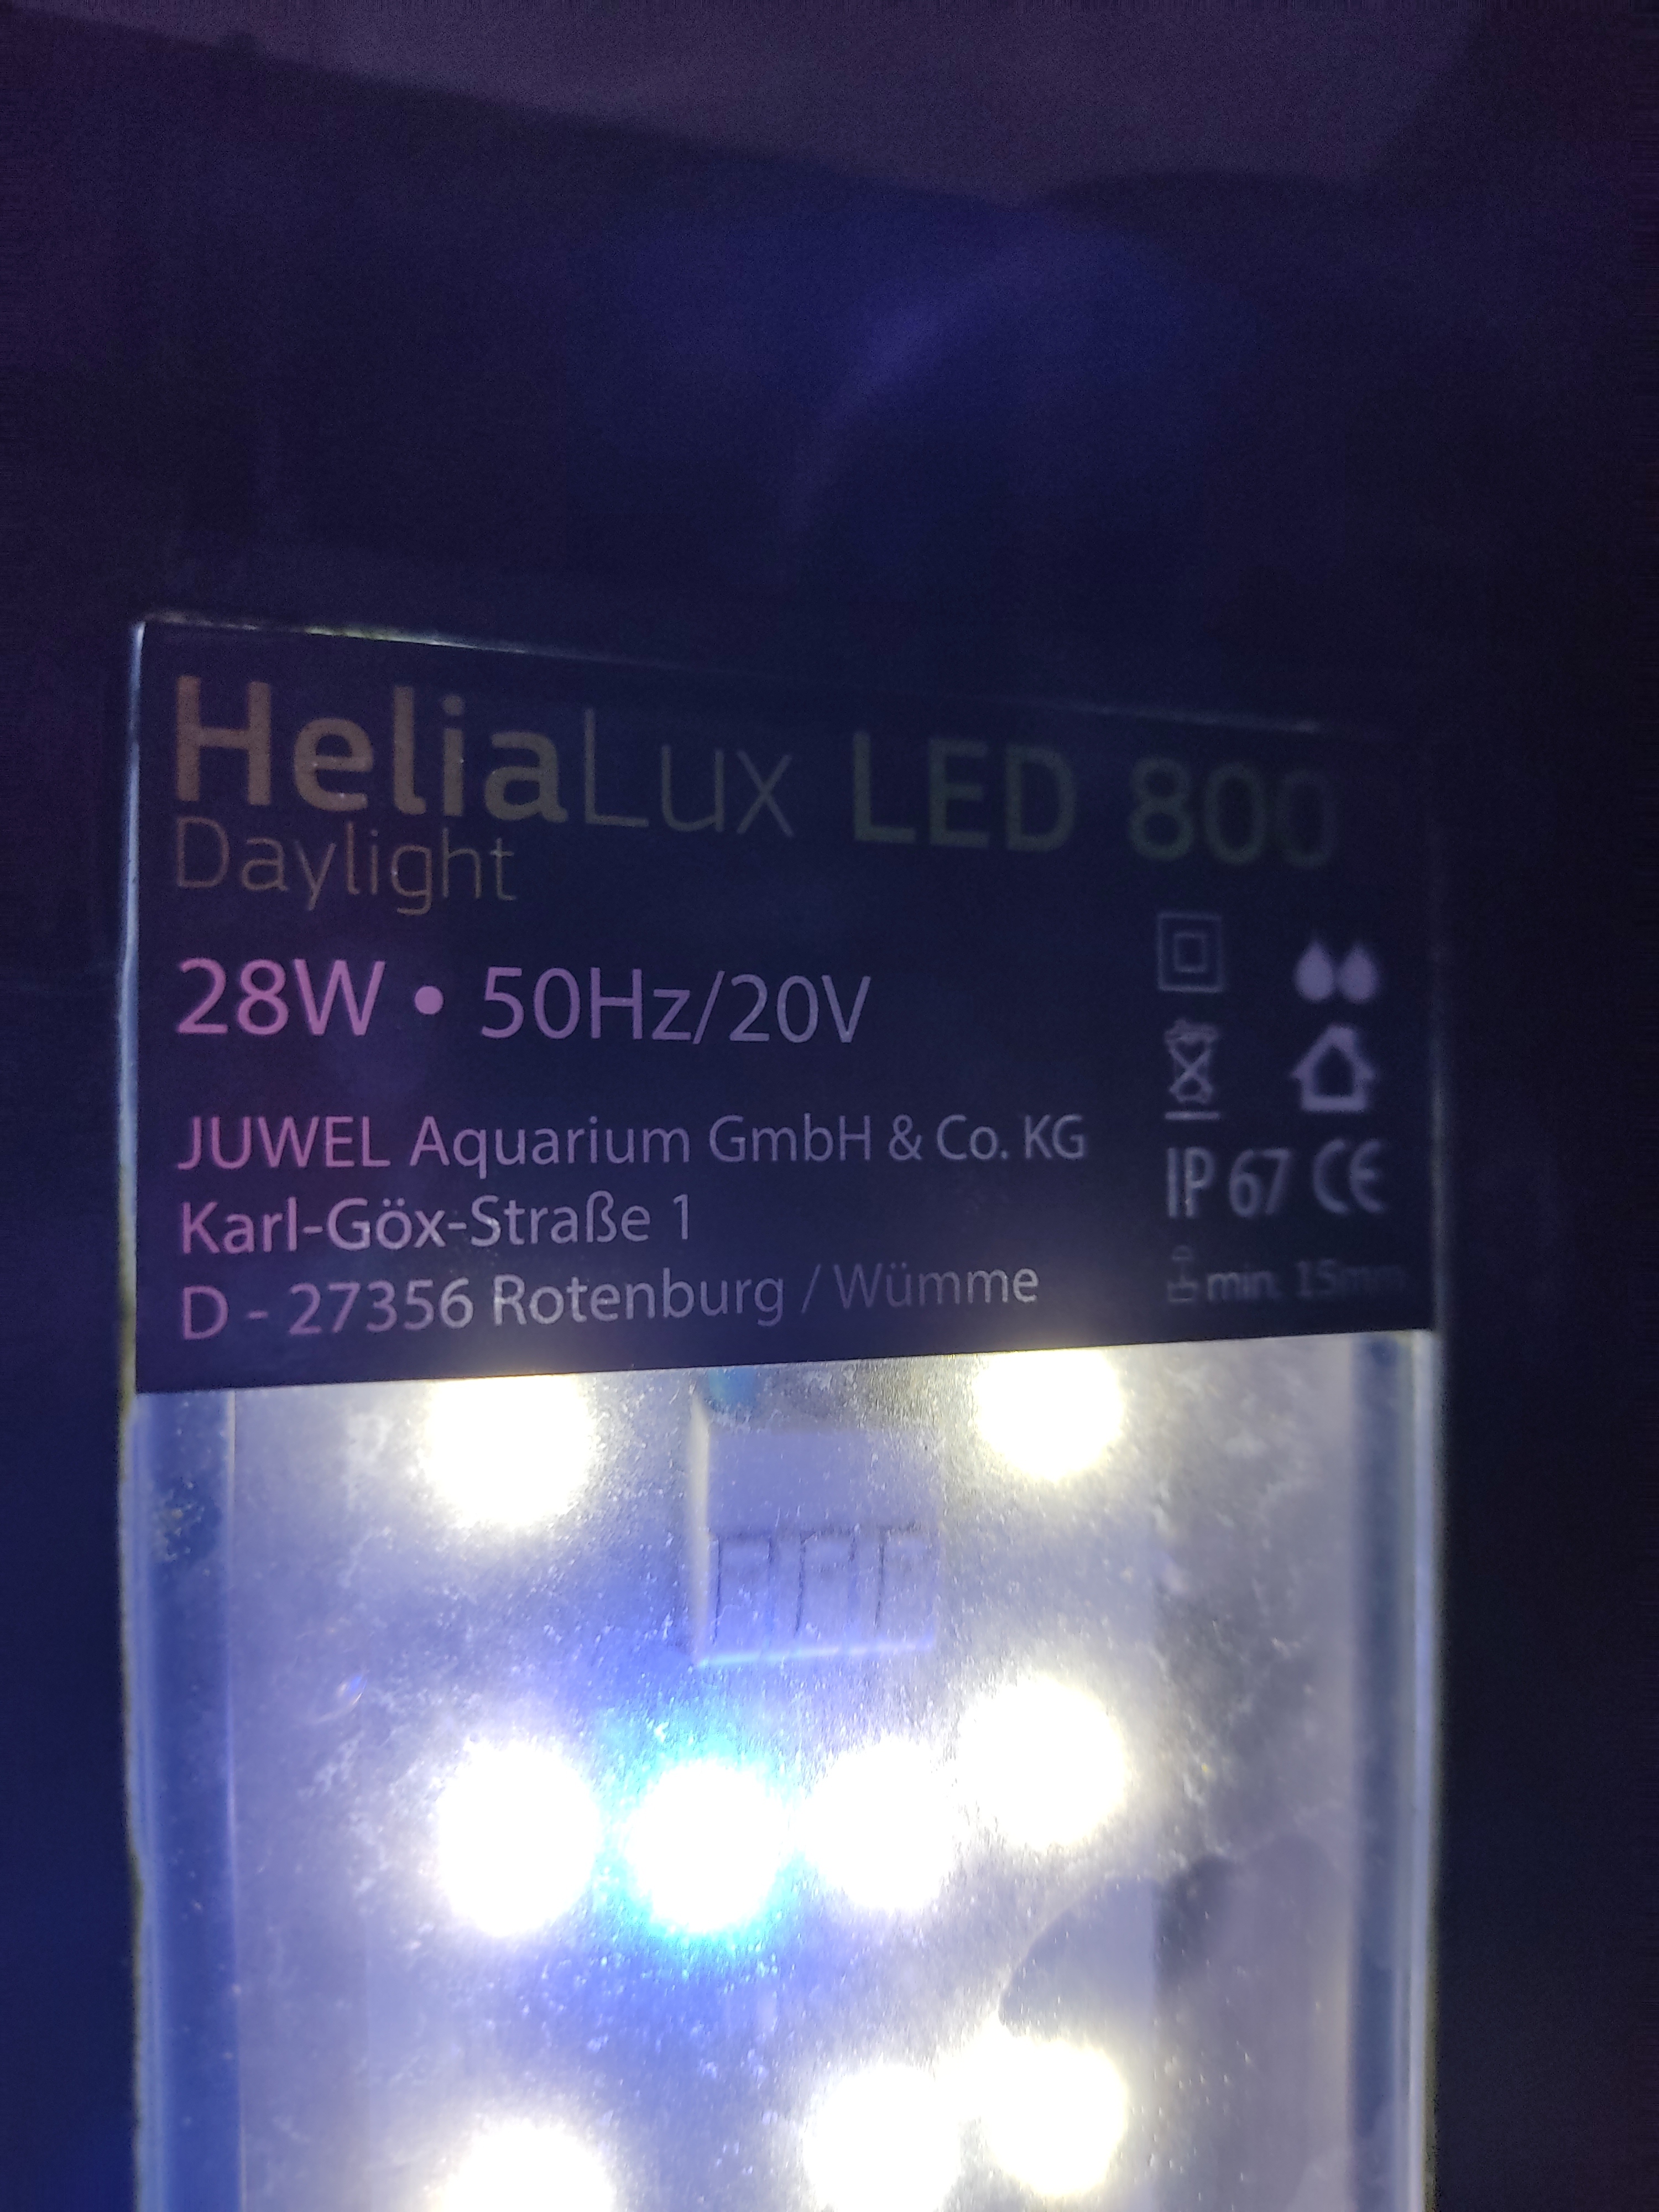 HeliaLux LED 800
Daylight
28W • 50Hz/20V
JUWEL Aquarium GmbH & Co. KG
Karl-Göx-Straße 1
D - 27356 Rotenburg / Wümme
IP 67 CE
min. 15mm